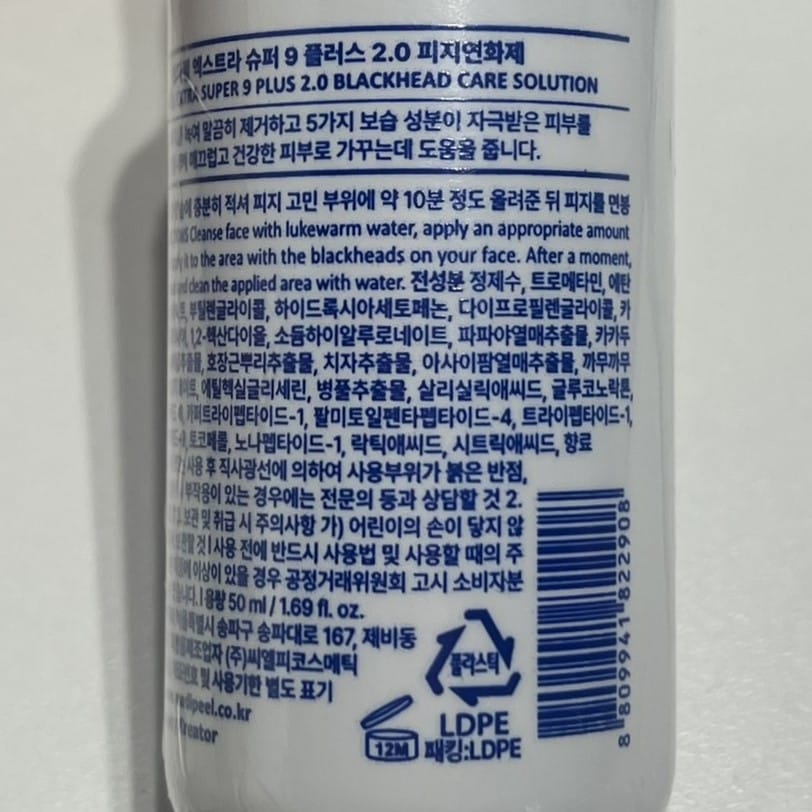 엑스트라 슈퍼 9 플러스 2.0 피지연화제
SUPER 9 PLUS 2.0 BLACKHEAD CARE SOLUTION
녹여 말끔히 제거하고 5가지 보습 성분이 자극받은 피부를
매끄럽고 건강한 피부로 가꾸는데 도움을 줍니다.
충분히 적셔 피지 고민 부위에 약 10분 정도 올려준 뒤 피지를 면봉
Cleanse face with lukewarm water, apply an appropriate amount
it to the area with the blackheads on your face. After a moment,
and clean the applied area with water. 전성분 정제수, 트로메타민, 에탄
부틸렌글라이콜, 하이드록시아세토페논, 다이프로필렌글라이콜, 카
1,2-헥산다이올, 소듐하이알루로네이트, 파파야열매추출물, 카카두
호장근뿌리추출물, 치자추출물, 아사이팜열매추출물, 까무까무
에틸헥실글리세린, 병풀추출물, 살리실릭애씨드, 글루코노락톤,
카퍼트라이펩타이드-1, 팔미토일펜타펩타이드-4, 트라이펩타이드-1,
토코페롤, 노나펩타이드-1, 락틱애씨드, 시트릭애씨드, 향료
사용 후 직사광선에 의하여 사용부위가 붉은 반점,
부작용이 있는 경우에는 전문의 등과 상담할 것 2.
보관 및 취급 시 주의사항 가) 어린이의 손이 닿지 않
것 | 사용 전에 반드시 사용법 및 사용할 때의 주
이상이 있을 경우 공정거래위원회 고시 소비자분
| 용량 50 ml / 1.69 fl. oz.
송파구 송파대로 167, 제비동
(주)씨엘피코스메틱
및 사용기한 별도 표기
플라스틱
LDPE
패킹:LDPE
12M
8809941822908